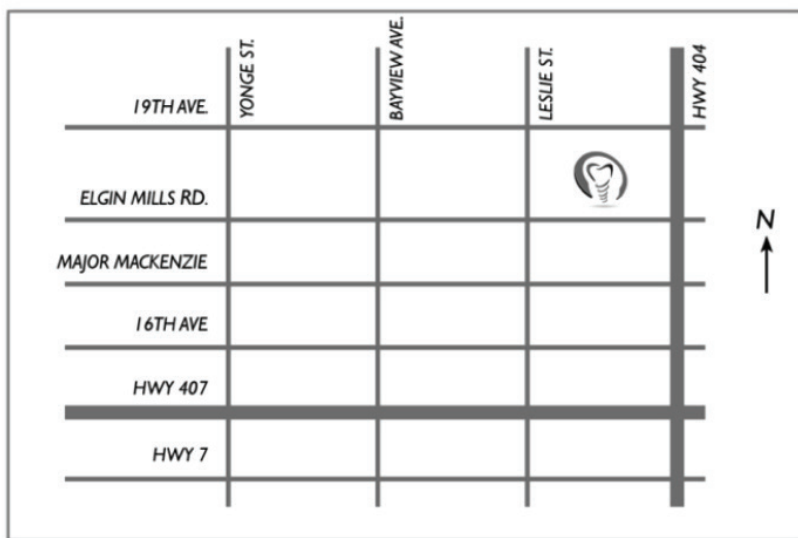 YONGE ST.
BAYVIEW AVE.
LESLIE ST.
HWY 404
19TH AVE.
ELGIN MILLS RD.
N
MAJOR MACKENZIE
16TH AVE
HWY 407
HWY 7